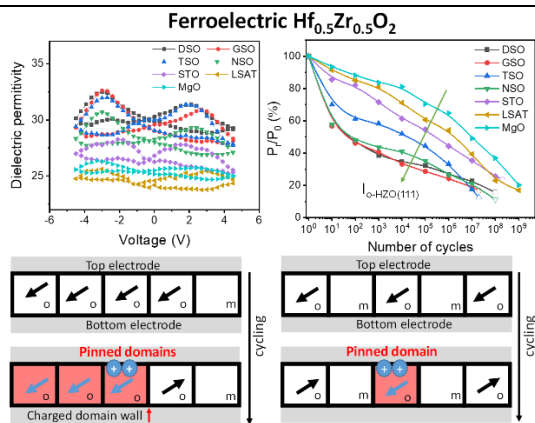 Ferroelectric Hf0.5Zr0.5O2
DSO GSO
TSO NSO
STO LSAT
MgO
35
30
25
Dielectric permitivity
-6 -4 -2 0 2 4 6
Voltage (V)
DSO
GSO
TSO
NSO
STO
LSAT
MgO
100
80
60
40
20
0
Pr/P0 (%)
Io-HZO(111)
10^0 10^1 10^2 10^3 10^4 10^5 10^6 10^7 10^8 10^9
Number of cycles
Top electrode
o o o o m
Bottom electrode
Pinned domains
+ +
o o o o m
Charged domain wall
cycling
Top electrode
o m o m o
Bottom electrode
Pinned domain
+ +
o m o m o
cycling